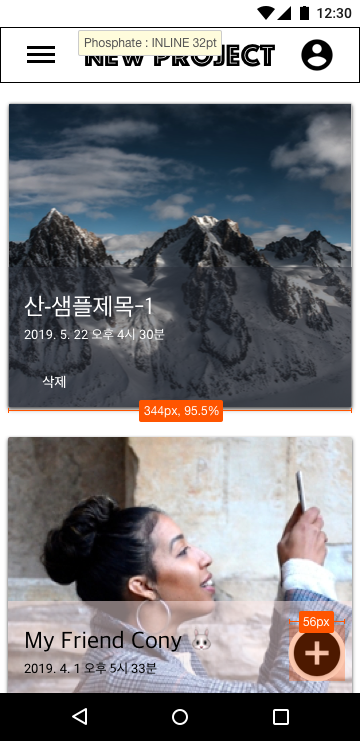 12:30
Phosphate : INLINE 32pt
NEW PROJECT
산-샘플제목-1
2019. 5. 22 오후 4시 30분
삭제
344px, 95.5%
56px
My Friend Cony 🐰
2019. 4. 1 오후 5시 33분